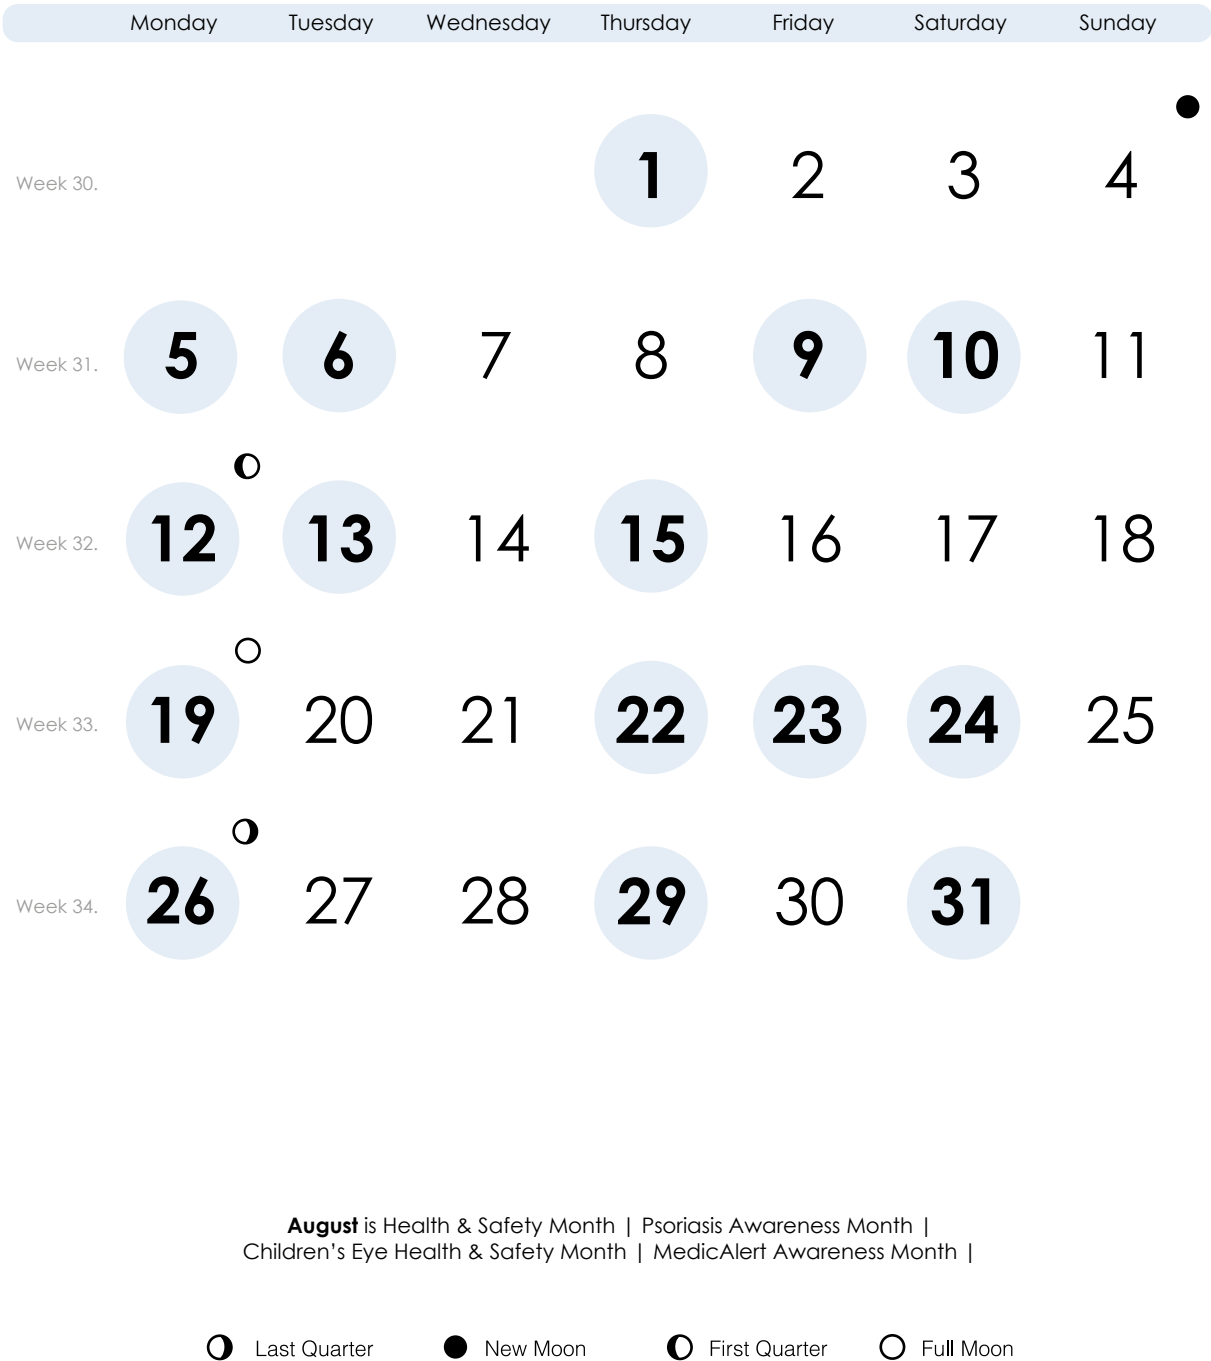 Monday Tuesday Wednesday Thursday Friday Saturday Sunday
Week 30. 1 2 3 4
Week 31. 5 6 7 8 9 10 11
Week 32. 12 13 14 15 16 17 18
Week 33. 19 20 21 22 23 24 25
Week 34. 26 27 28 29 30 31
August is Health & Safety Month | Psoriasis Awareness Month |
Children's Eye Health & Safety Month | MedicAlert Awareness Month |
Last Quarter New Moon First Quarter Full Moon